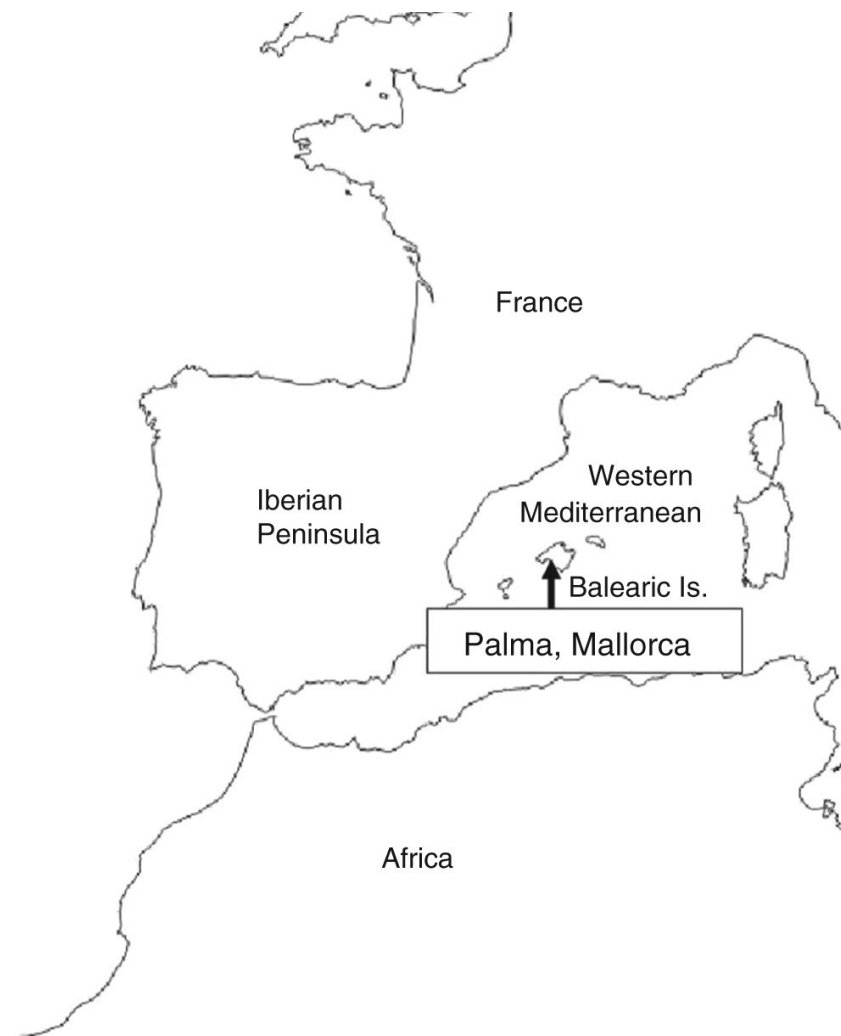 France
Western
Mediterranean
Iberian
Peninsula
Balearic Is.
Palma, Mallorca
Africa